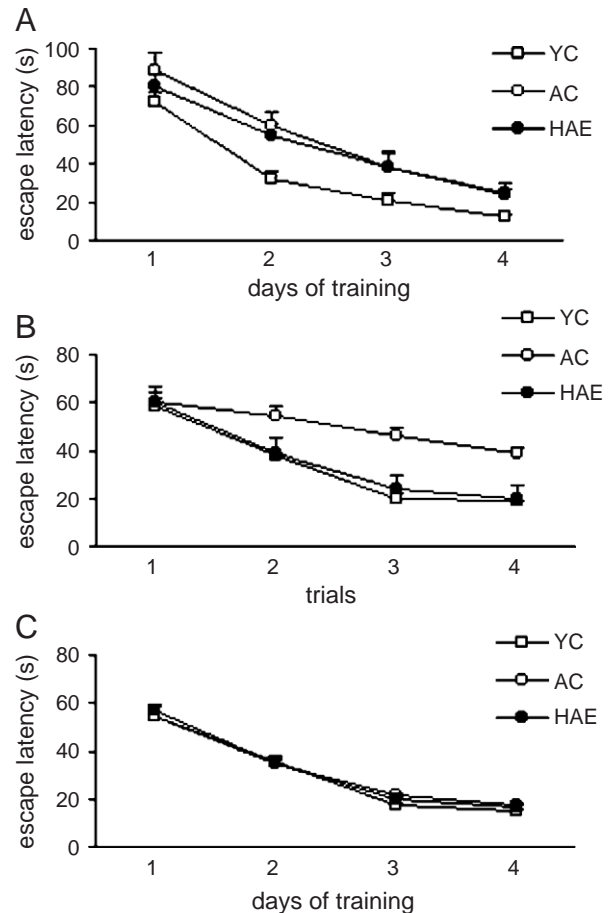 A
escape latency (s)
100
80
60
40
20
0
1 2 3 4
days of training
YC
AC
HAE
B
escape latency (s)
80
60
40
20
0
1 2 3 4
trials
YC
AC
HAE
C
escape latency (s)
80
60
40
20
0
1 2 3 4
days of training
YC
AC
HAE